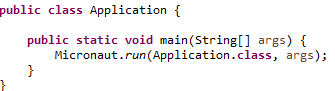 public class Application {
public static void main(String[] args) {
Micronaut.run(Application.class, args);
}
}